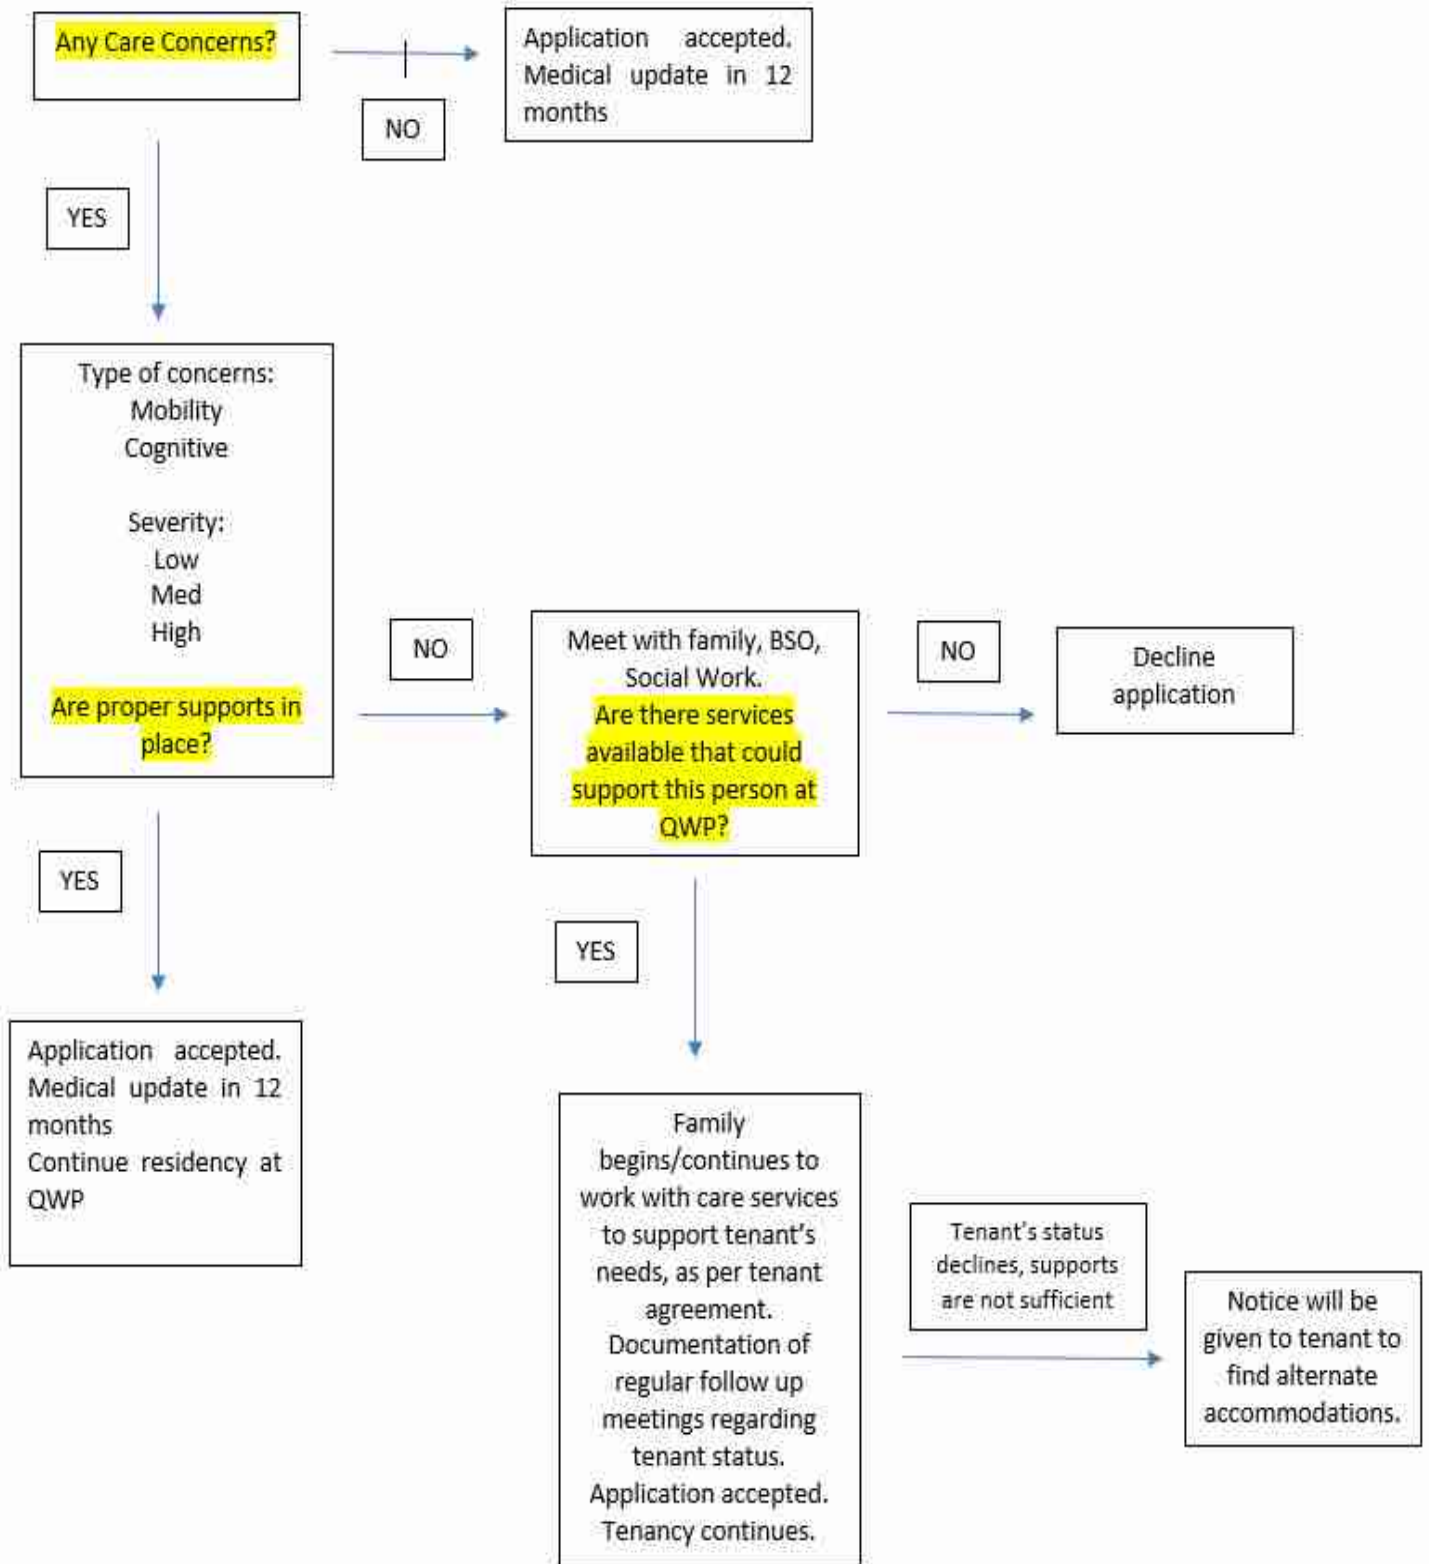 Any Care Concerns?
NO
Application accepted.
Medical update in 12
months
YES
Type of concerns:
Mobility
Cognitive
Severity:
Low
Med
High
Are proper supports in
place?
NO
Meet with family, BSO,
Social Work.
Are there services
available that could
support this person at
QWP?
NO
Decline
application
YES
Application accepted.
Medical update in 12
months
Continue residency at
QWP
YES
Family
begins/continues to
work with care services
to support tenant's
needs, as per tenant
agreement.
Documentation of
regular follow up
meetings regarding
tenant status.
Application accepted.
Tenancy continues.
Tenant's status
declines, supports
are not sufficient
Notice will be
given to tenant to
find alternate
accommodations.